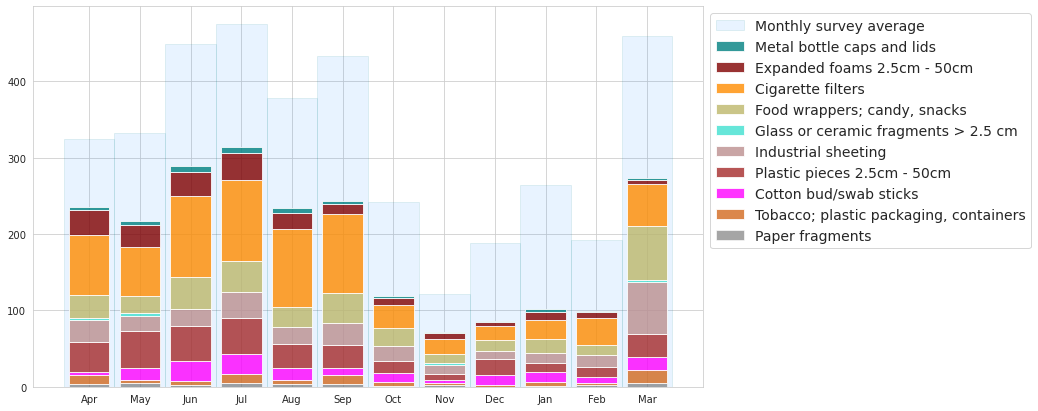 400
300
200
100
0
Apr May Jun Jul Aug Sep Oct Nov Dec Jan Feb Mar
Monthly survey average
Metal bottle caps and lids
Expanded foams 2.5cm - 50cm
Cigarette filters
Food wrappers; candy, snacks
Glass or ceramic fragments > 2.5 cm
Industrial sheeting
Plastic pieces 2.5cm - 50cm
Cotton bud/swab sticks
Tobacco; plastic packaging, containers
Paper fragments